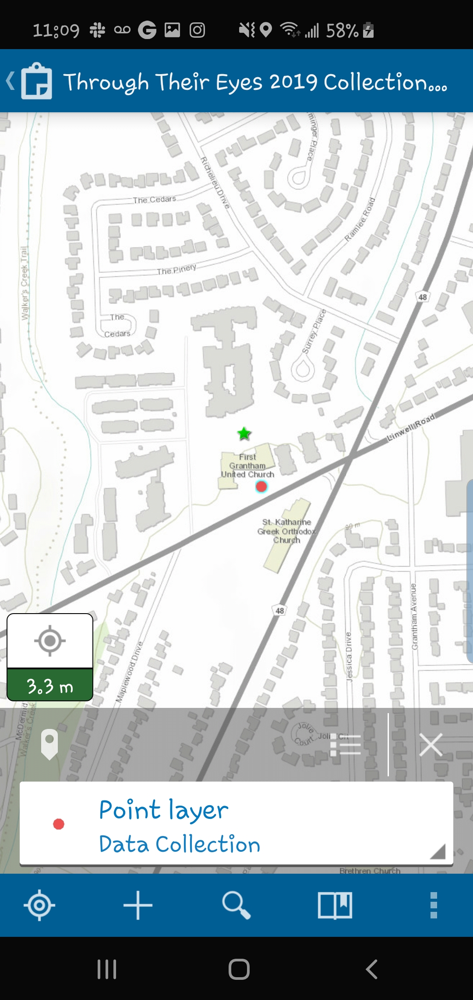 11:09
58%
Through Their Eyes 2019 Collection...
minger Place
Richelieu Drive
The Cedars
Ramlee Road
Walker's Creek Trail
The Pinery
48
The
Cedars
Surrey Place
Linwell Road
First
Grantham
United Church
St. Katharine
Greek Orthodox
Church
90 m
48
Grantham Avenue
Jessica Drive
Maplewood Drive
3.3 m
McDermid
Walker's Creek
Jolie
Court
Jolie Crt
Point layer
Data Collection
Brethren Church